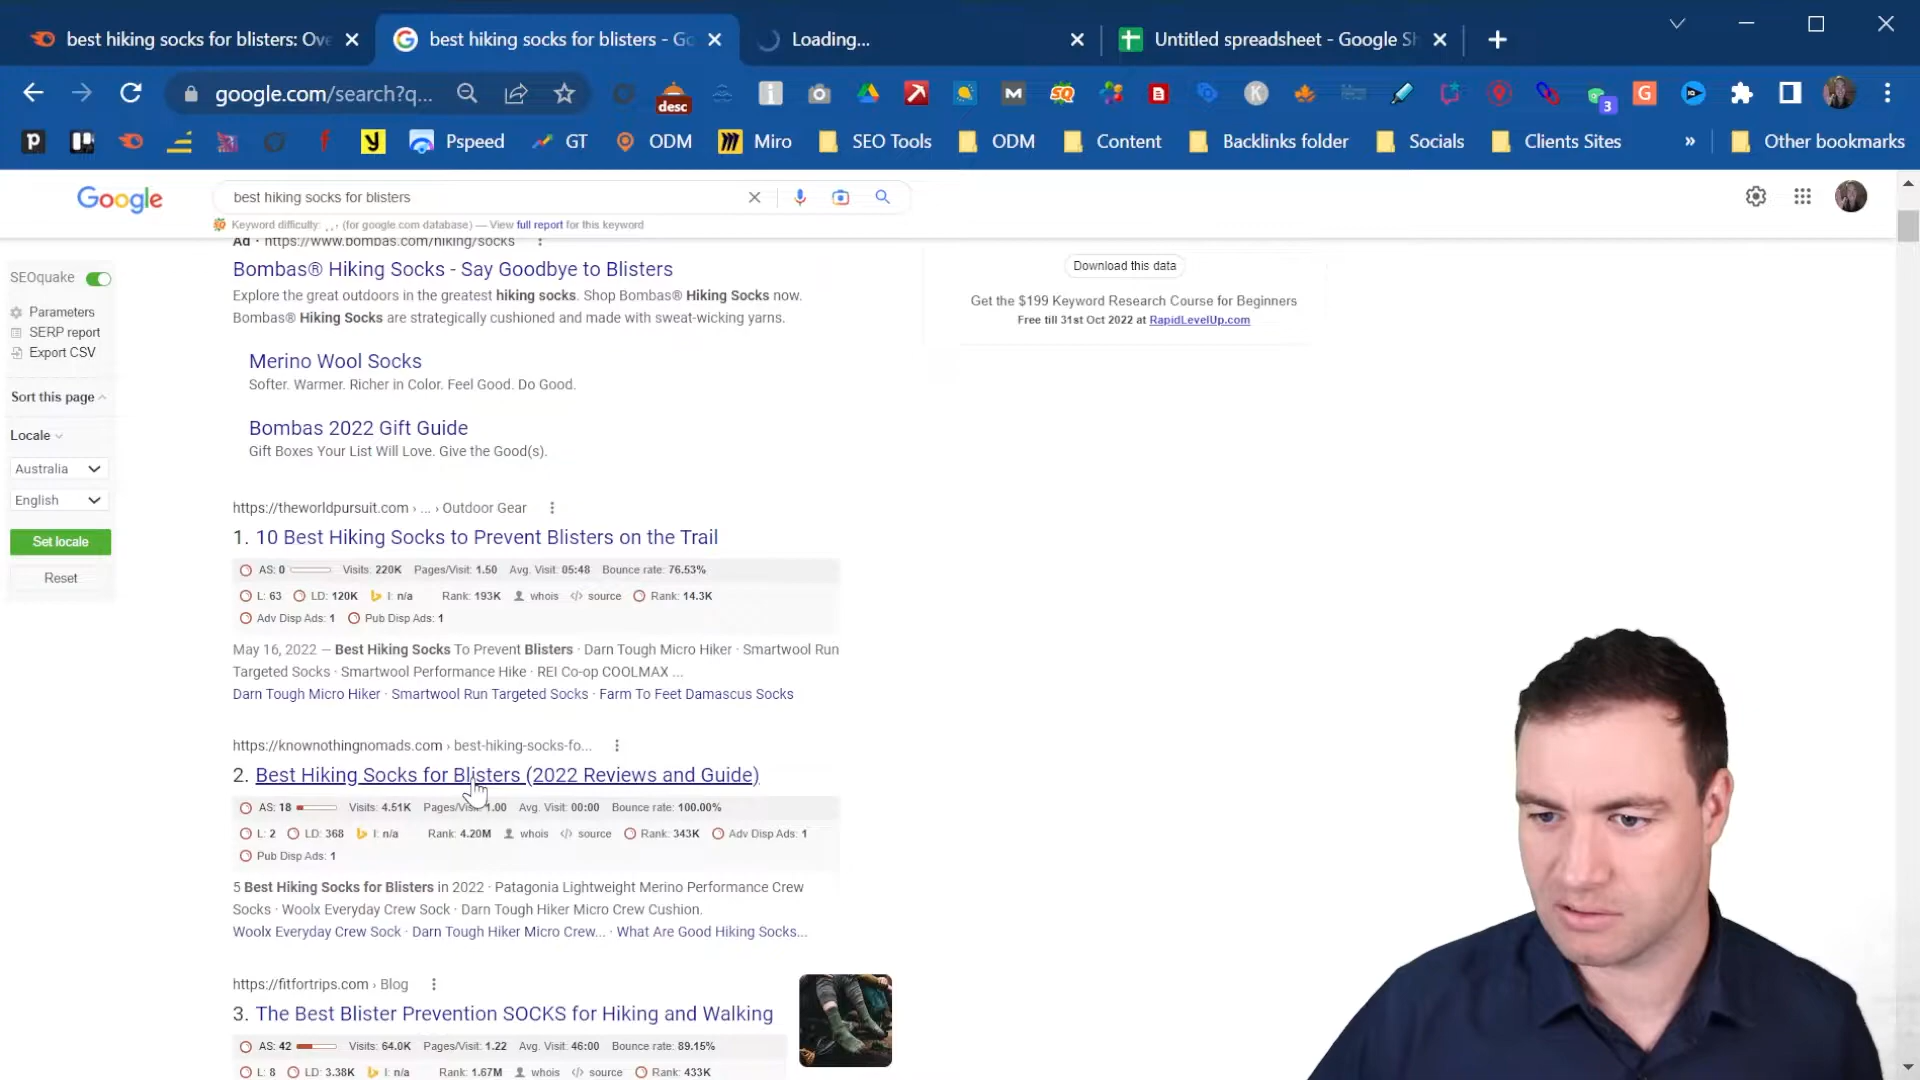 best hiking socks for blisters: Ove
best hiking socks for blisters - Go
Loading...
Untitled spreadsheet - Google Sh
google.com/search?q...
desc
3
Pspeed
GT
ODM
Miro
SEO Tools
ODM
Content
Backlinks folder
Socials
Clients Sites
»
Other bookmarks
Google
best hiking socks for blisters
Keyword difficulty: , , . (for google.com database) — View full report for this keyword
SEOquake
Parameters
SERP report
Export CSV
Sort this page
Locale
Australia
English
Set locale
Reset
Ad · https://www.bombas.com/hiking/socks
Bombas® Hiking Socks - Say Goodbye to Blisters
Explore the great outdoors in the greatest hiking socks. Shop Bombas® Hiking Socks now.
Bombas® Hiking Socks are strategically cushioned and made with sweat-wicking yarns.
Merino Wool Socks
Softer. Warmer. Richer in Color. Feel Good. Do Good.
Bombas 2022 Gift Guide
Gift Boxes Your List Will Love. Give the Good(s).
https://theworldpursuit.com › ... › Outdoor Gear
1. 10 Best Hiking Socks to Prevent Blisters on the Trail
AS: 0 Visits: 220K Pages/Visit: 1.50 Avg. Visit: 05:48 Bounce rate: 76.53%
L: 63 LD: 120K I: n/a Rank: 193K whois </> source Rank: 14.3K
Adv Disp Ads: 1 Pub Disp Ads: 1
May 16, 2022 — Best Hiking Socks To Prevent Blisters · Darn Tough Micro Hiker · Smartwool Run
Targeted Socks · Smartwool Performance Hike · REI Co-op COOLMAX ...
Darn Tough Micro Hiker · Smartwool Run Targeted Socks · Farm To Feet Damascus Socks
https://knownothingnomads.com › best-hiking-socks-fo...
2. Best Hiking Socks for Blisters (2022 Reviews and Guide)
AS: 18 Visits: 4.51K Pages/Visit: 1.00 Avg. Visit: 00:00 Bounce rate: 100.00%
L: 2 LD: 368 I: n/a Rank: 4.20M whois </> source Rank: 343K Adv Disp Ads: 1
Pub Disp Ads: 1
5 Best Hiking Socks for Blisters in 2022 · Patagonia Lightweight Merino Performance Crew
Socks · Woolx Everyday Crew Sock · Darn Tough Hiker Micro Crew Cushion.
Woolx Everyday Crew Sock · Darn Tough Hiker Micro Crew... · What Are Good Hiking Socks...
https://fitfortrips.com › Blog
3. The Best Blister Prevention SOCKS for Hiking and Walking
AS: 42 Visits: 64.0K Pages/Visit: 1.22 Avg. Visit: 46:00 Bounce rate: 89.15%
L: 8 LD: 3.38K I: n/a Rank: 1.67M whois </> source Rank: 433K
Download this data
Get the $199 Keyword Research Course for Beginners
Free till 31st Oct 2022 at RapidLevelUp.com